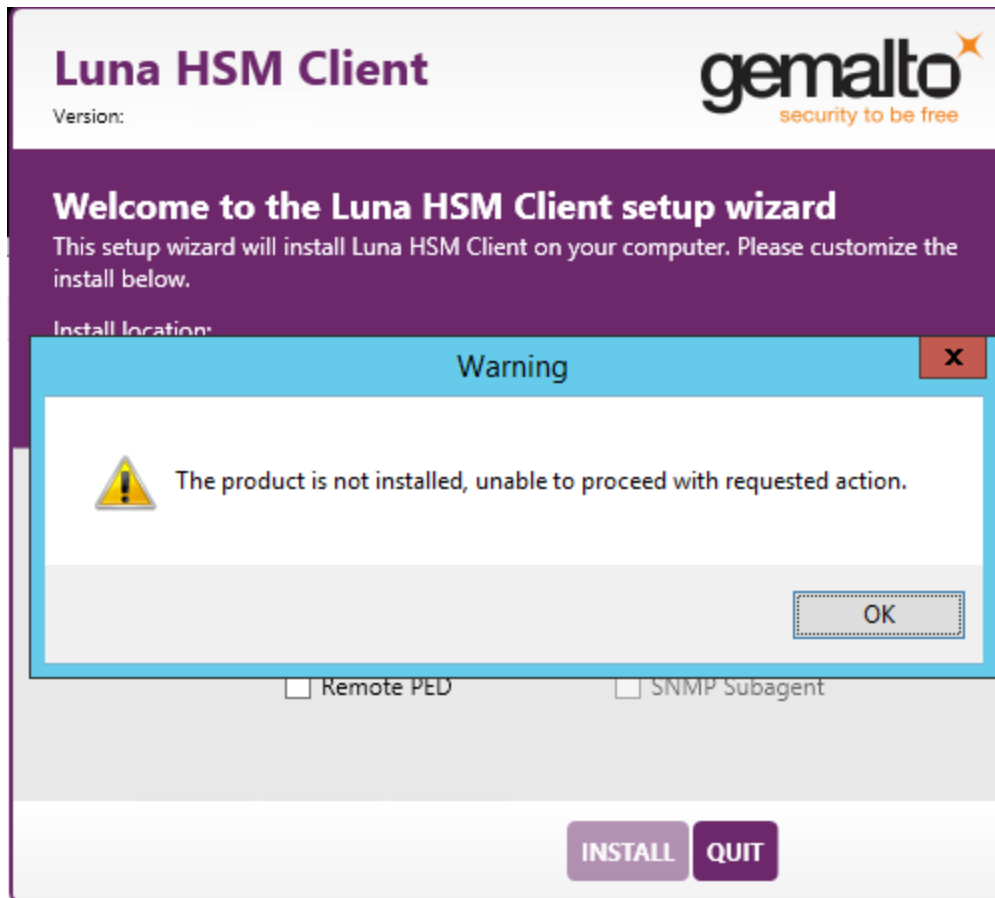 Luna HSM Client
gemalto
security to be free
Version:
Welcome to the Luna HSM Client setup wizard
This setup wizard will install Luna HSM Client on your computer. Please customize the
install below.
Install location:
Warning
x
The product is not installed, unable to proceed with requested action.
OK
Remote PED
SNMP Subagent
INSTALL
QUIT